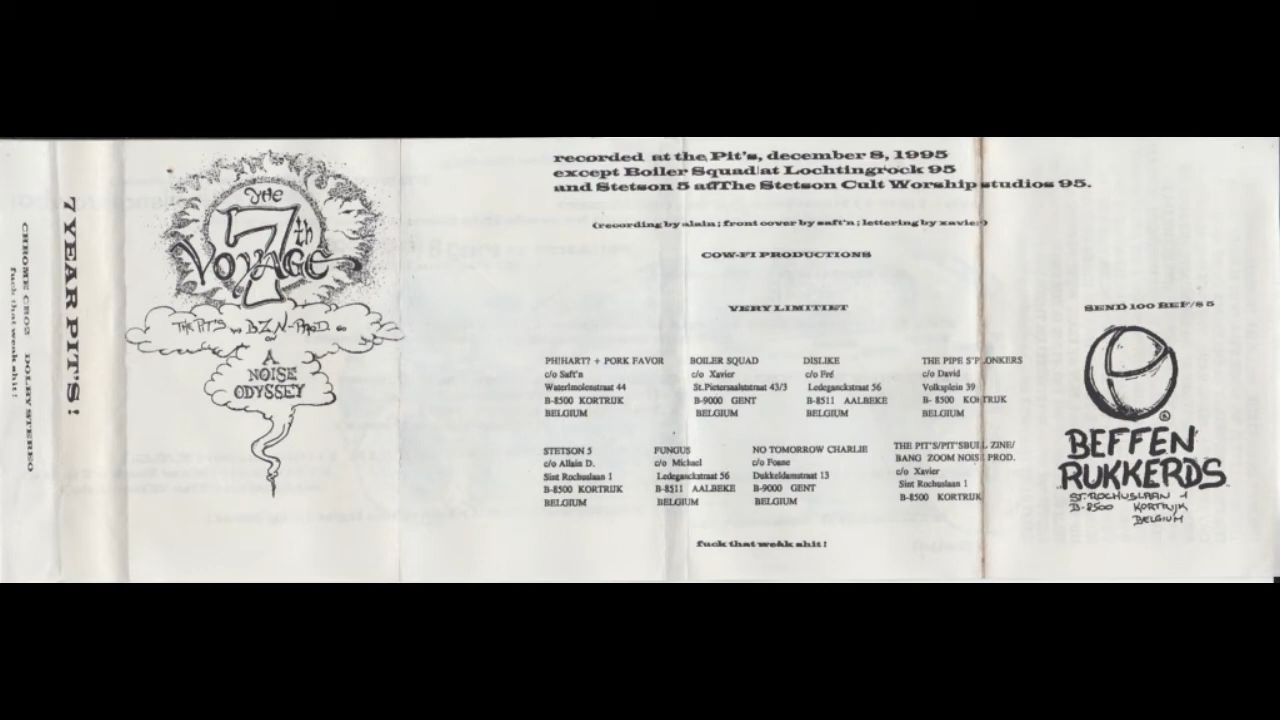 fuck that weak shit!
CHROME CRO2 DOLBY STEREO
7 YEAR PIT'S!
THE
7th
VOYAGE
THE PIT'S BZN-PROD.
A
NOISE
ODYSSEY
recorded at the Pit's, december 8, 1995
except Boiler Squad at Lochtingrock 95
and Stetson 5 at The Stetson Cult Worship studios 95.
(recording by alain; front cover by saft'n; lettering by xavier)
COW-FI PRODUCTIONS
VERY LIMITIET
PH!HART? + PORK FAVOR
c/o Saft'n
Waterlmolenstraat 44
B-8500 KORTRIJK
BELGIUM
BOILER SQUAD
c/o Xavier
St.Pietersaalststraat 43/3
B-9000 GENT
BELGIUM
DISLIKE
c/o Fré
Ledeganckstraat 56
B-8511 AALBEKE
BELGIUM
THE PIPE S'PLONKERS
c/o David
Volksplein 39
B- 8500 KORTRIJK
BELGIUM
STETSON 5
c/o Allain D.
Sint Rochuslaan 1
B-8500 KORTRIJK
BELGIUM
FUNGUS
c/o Michael
Ledeganckstraat 56
B-8511 AALBEKE
BELGIUM
NO TOMORROW CHARLIE
c/o Foane
Dukkeldamstraat 13
B-9000 GENT
BELGIUM
THE PIT'S/PITSBULL ZINE/
BANG ZOOM NOISE PROD.
c/o Xavier
Sint Rochuslaan 1
B-8500 KORTRIJK
fuck that weak shit!
SEND 100 BEF/$ 5
BEFFEN
RUKKERDS
ST. ROCHUSLAAN 1
B-8500 KORTRIJK
BELGIUM